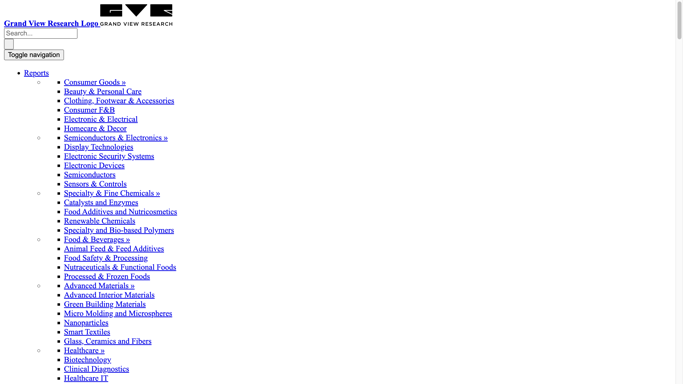 Grand View Research Logo
GRAND VIEW RESEARCH
Search...
Toggle navigation
Reports
Consumer Goods »
Beauty & Personal Care
Clothing, Footwear & Accessories
Consumer F&B
Electronic & Electrical
Homecare & Decor
Semiconductors & Electronics »
Display Technologies
Electronic Security Systems
Electronic Devices
Semiconductors
Sensors & Controls
Specialty & Fine Chemicals »
Catalysts and Enzymes
Food Additives and Nutricosmetics
Renewable Chemicals
Specialty and Bio-based Polymers
Food & Beverages »
Animal Feed & Feed Additives
Food Safety & Processing
Nutraceuticals & Functional Foods
Processed & Frozen Foods
Advanced Materials »
Advanced Interior Materials
Green Building Materials
Micro Molding and Microspheres
Nanoparticles
Smart Textiles
Glass, Ceramics and Fibers
Healthcare »
Biotechnology
Clinical Diagnostics
Healthcare IT